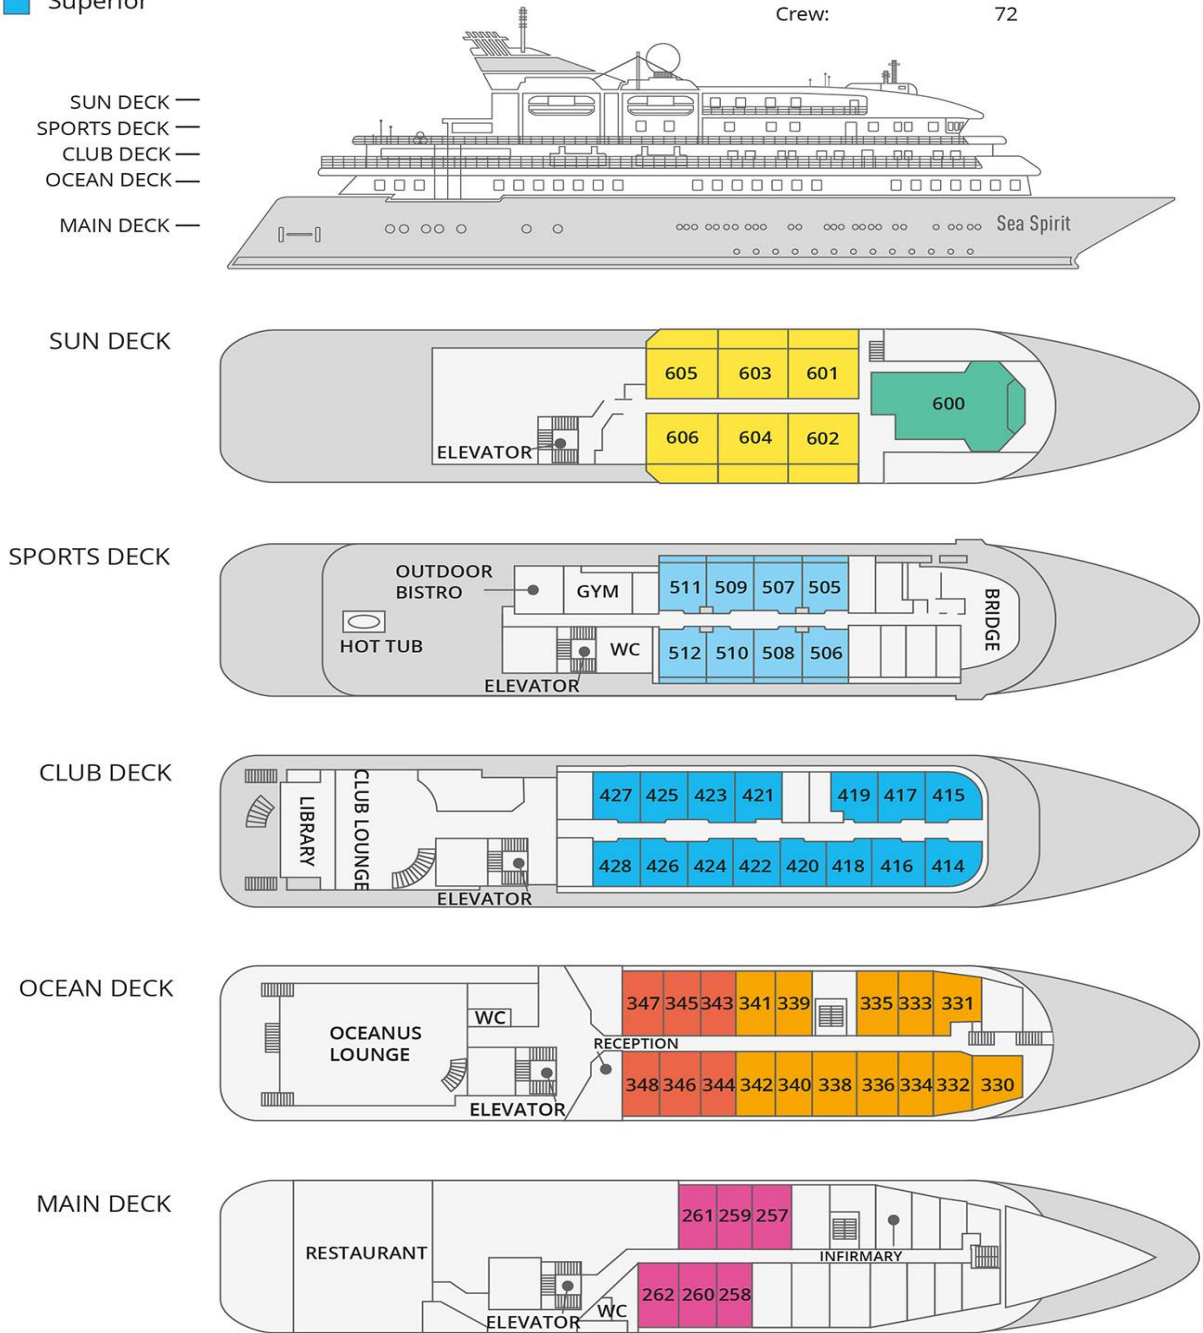 Superior
Crew: 72
SUN DECK
SPORTS DECK
CLUB DECK
OCEAN DECK
MAIN DECK
Sea Spirit
SUN DECK
605 603 601
600
606 604 602
ELEVATOR
SPORTS DECK
OUTDOOR
BISTRO
GYM
511 509 507 505
BRIDGE
HOT TUB
WC
512 510 508 506
ELEVATOR
CLUB DECK
LIBRARY
CLUB LOUNGE
427 425 423 421 419 417 415
428 426 424 422 420 418 416 414
ELEVATOR
OCEAN DECK
347 345 343 341 339 335 333 331
WC
OCEANUS
LOUNGE
RECEPTION
348 346 344 342 340 338 336 334 332 330
ELEVATOR
MAIN DECK
261 259 257
RESTAURANT
INFIRMARY
262 260 258
WC
ELEVATOR